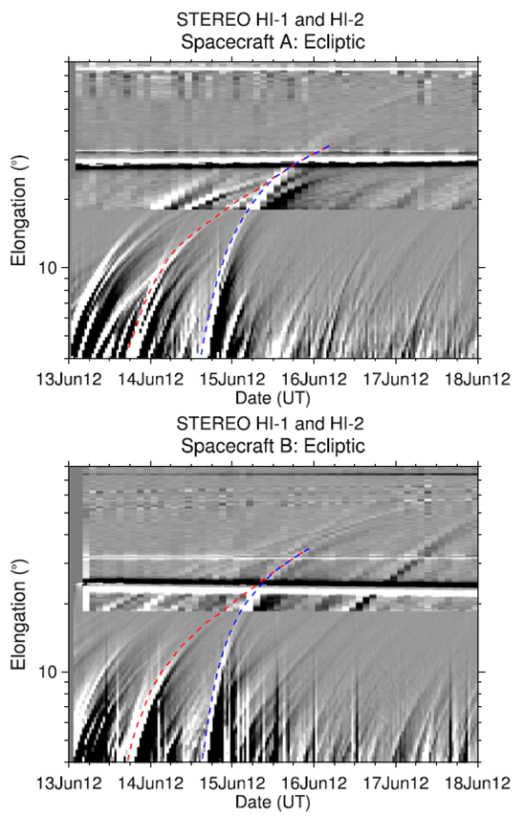 STEREO HI-1 and HI-2
Spacecraft A: Ecliptic
Elongation (°)
10
13Jun12 14Jun12 15Jun12 16Jun12 17Jun12 18Jun12
Date (UT)
STEREO HI-1 and HI-2
Spacecraft B: Ecliptic
Elongation (°)
10
13Jun12 14Jun12 15Jun12 16Jun12 17Jun12 18Jun12
Date (UT)